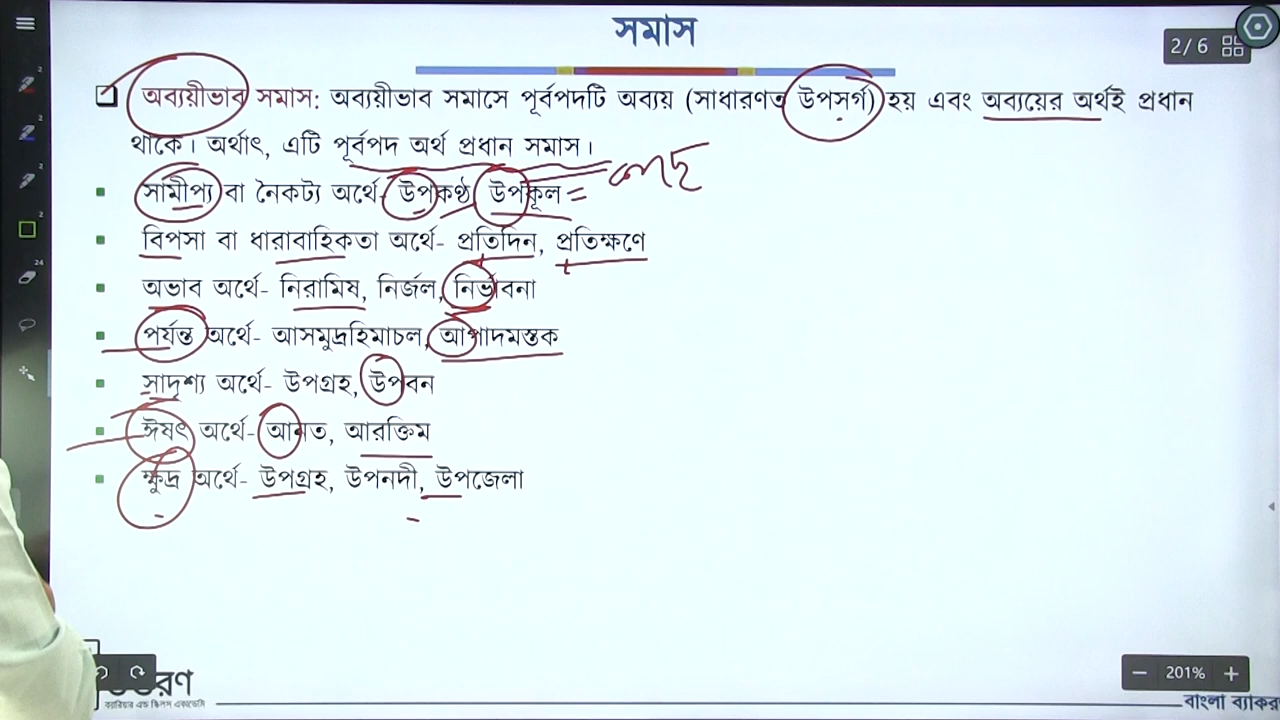 সমাস
2/6
অব্যয়ীভাব সমাস: অব্যয়ীভাব সমাসে পূর্বপদটি অব্যয় (সাধারণত উপসর্গ) হয় এবং অব্যয়ের অর্থই প্রধান
থাকে। অর্থাৎ, এটি পূর্বপদ অর্থ প্রধান সমাস।
সামীপ্য বা নৈকট্য অর্থে- উপকণ্ঠ উপকূল
বিপসা বা ধারাবাহিকতা অর্থে- প্রতিদিন, প্রতিক্ষণে
অভাব অর্থে- নিরামিষ, নির্জল, নির্ভাবনা
পর্যন্ত অর্থে- আসমুদ্রহিমাচল, আপাদমস্তক
সাদৃশ্য অর্থে- উপগ্রহ, উপবন
ঈষৎ অর্থে- আনত, আরক্তিম
ক্ষুদ্র অর্থে- উপগ্রহ, উপনদী, উপজেলা
201%
ক্যারিয়ার এন্ড স্কিলস একাডেমি
বাংলা ব্যাকর